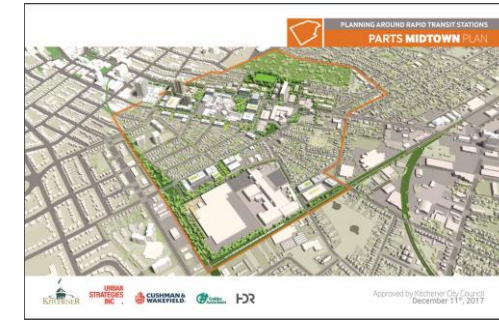 PLANNING AROUND RAPID TRANSIT STATIONS
PARTS MIDTOWN PLAN
KITCHENER
URBAN
STRATEGIES
INC.
CUSHMAN &
WAKEFIELD
HDR
Approved by Kitchener City Council
December 11th, 2017